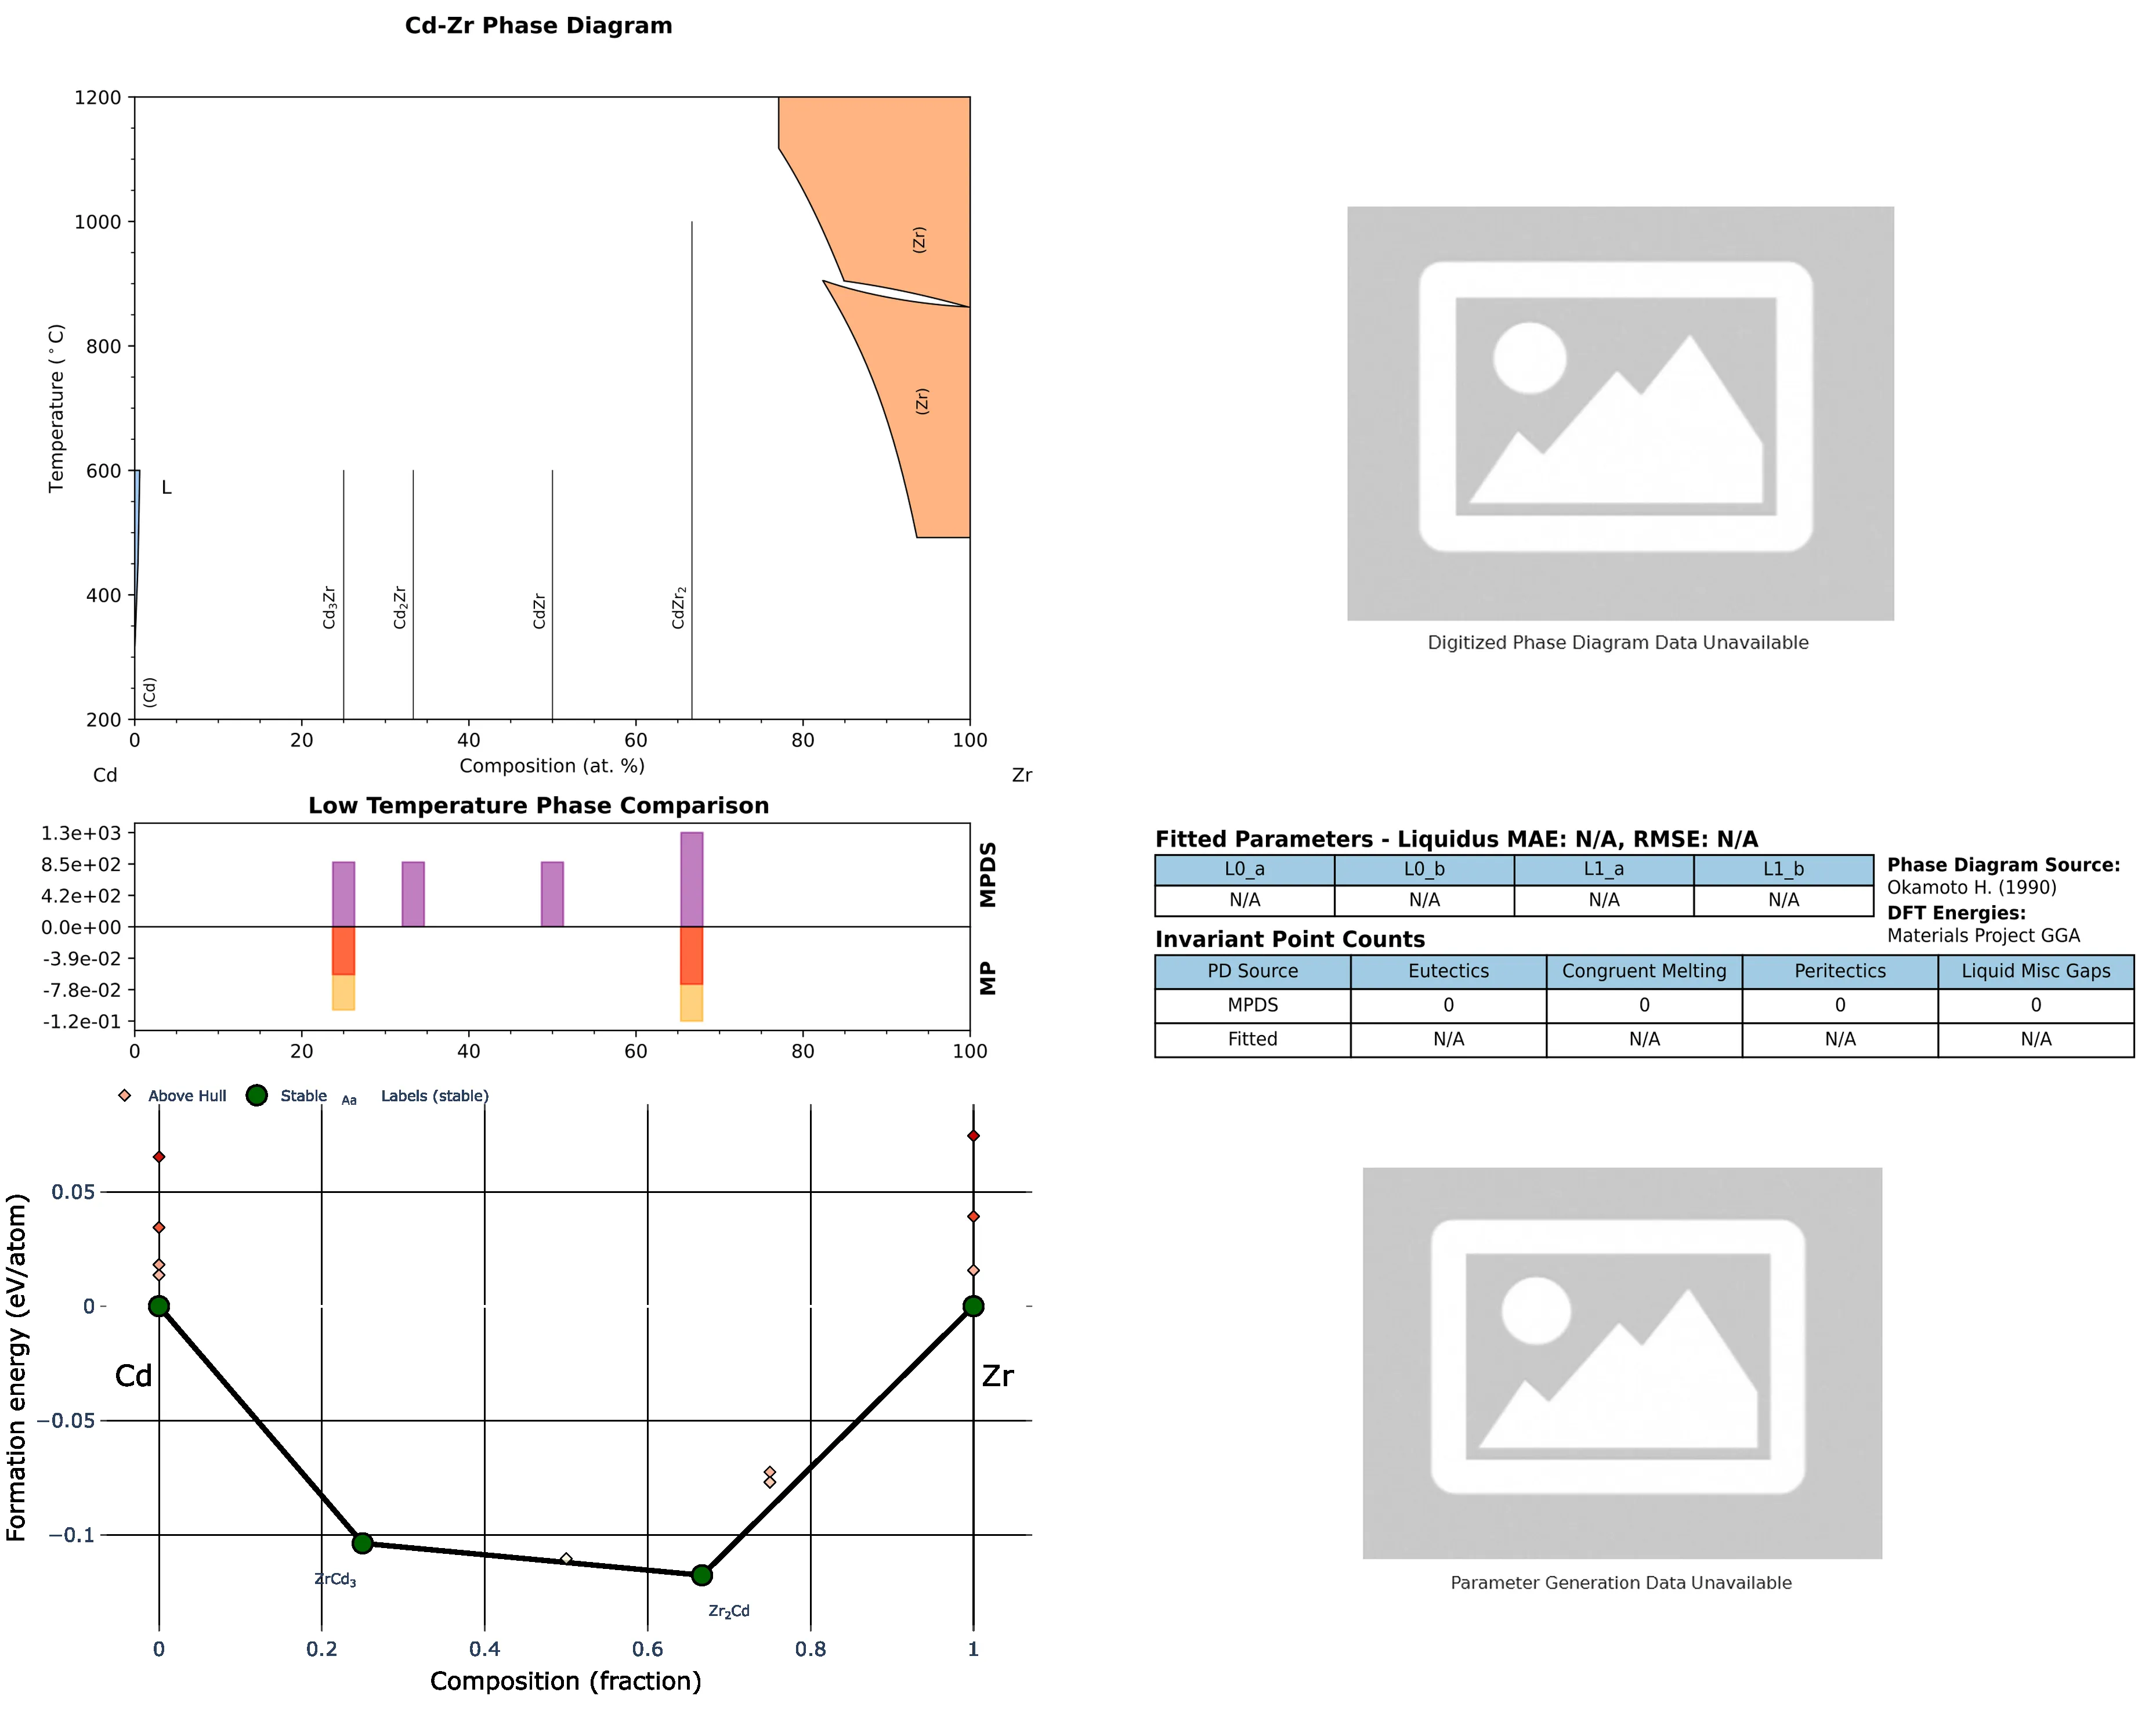 Cd-Zr Phase Diagram
1200
1000
800
600
400
200
Temperature (°C)
L
(Cd)
Cd3Zr
Cd2Zr
CdZr
CdZr2
(Zr)
(Zr)
0 20 40 60 80 100
Composition (at. %)
Cd Zr
Digitized Phase Diagram Data Unavailable
Low Temperature Phase Comparison
1.3e+03
8.5e+02
4.2e+02
0.0e+00
-3.9e-02
-7.8e-02
-1.2e-01
MPDS
MP
0 20 40 60 80 100
Fitted Parameters - Liquidus MAE: N/A, RMSE: N/A
L0_a L0_b L1_a L1_b
N/A N/A N/A N/A
Phase Diagram Source:
Okamoto H. (1990)
DFT Energies:
Materials Project GGA
Invariant Point Counts
PD Source Eutectics Congruent Melting Peritectics Liquid Misc Gaps
MPDS 0 0 0 0
Fitted N/A N/A N/A N/A
Above Hull Stable Aa Labels (stable)
Formation energy (eV/atom)
0.05
0
−0.05
−0.1
Cd
Zr
ZrCd3
Zr2Cd
0 0.2 0.4 0.6 0.8 1
Composition (fraction)
Parameter Generation Data Unavailable